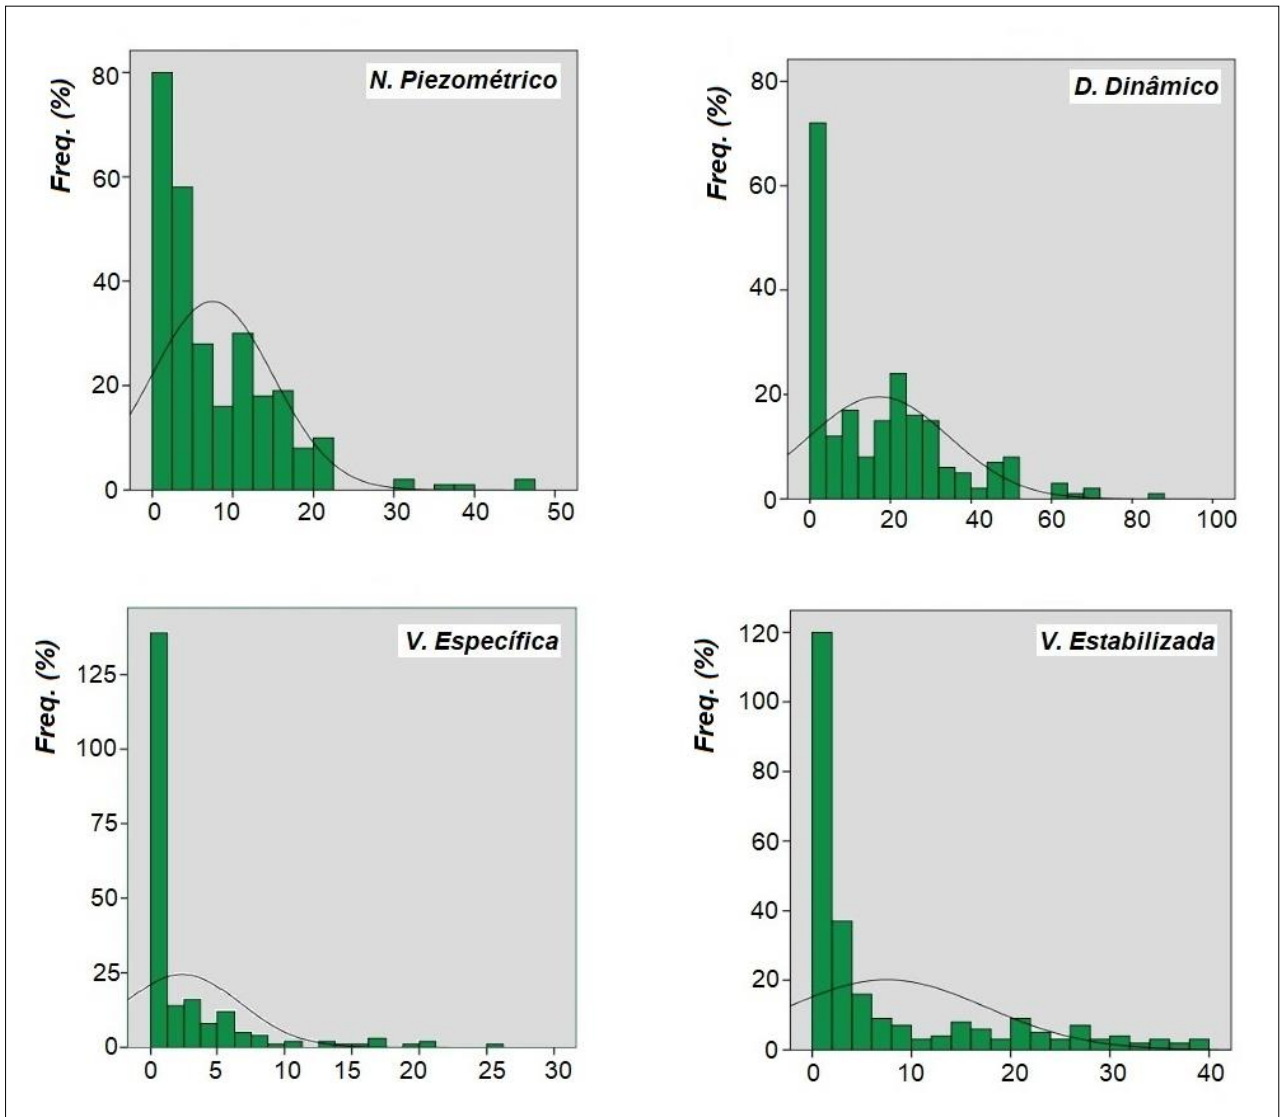 N. Piezométrico
Freq. (%)
80
60
40
20
0
0 10 20 30 40 50
D. Dinâmico
Freq. (%)
80
60
40
20
0
0 20 40 60 80 100
V. Específica
Freq. (%)
125
100
75
50
25
0
0 5 10 15 20 25 30
V. Estabilizada
Freq. (%)
120
100
80
60
40
20
0
0 10 20 30 40